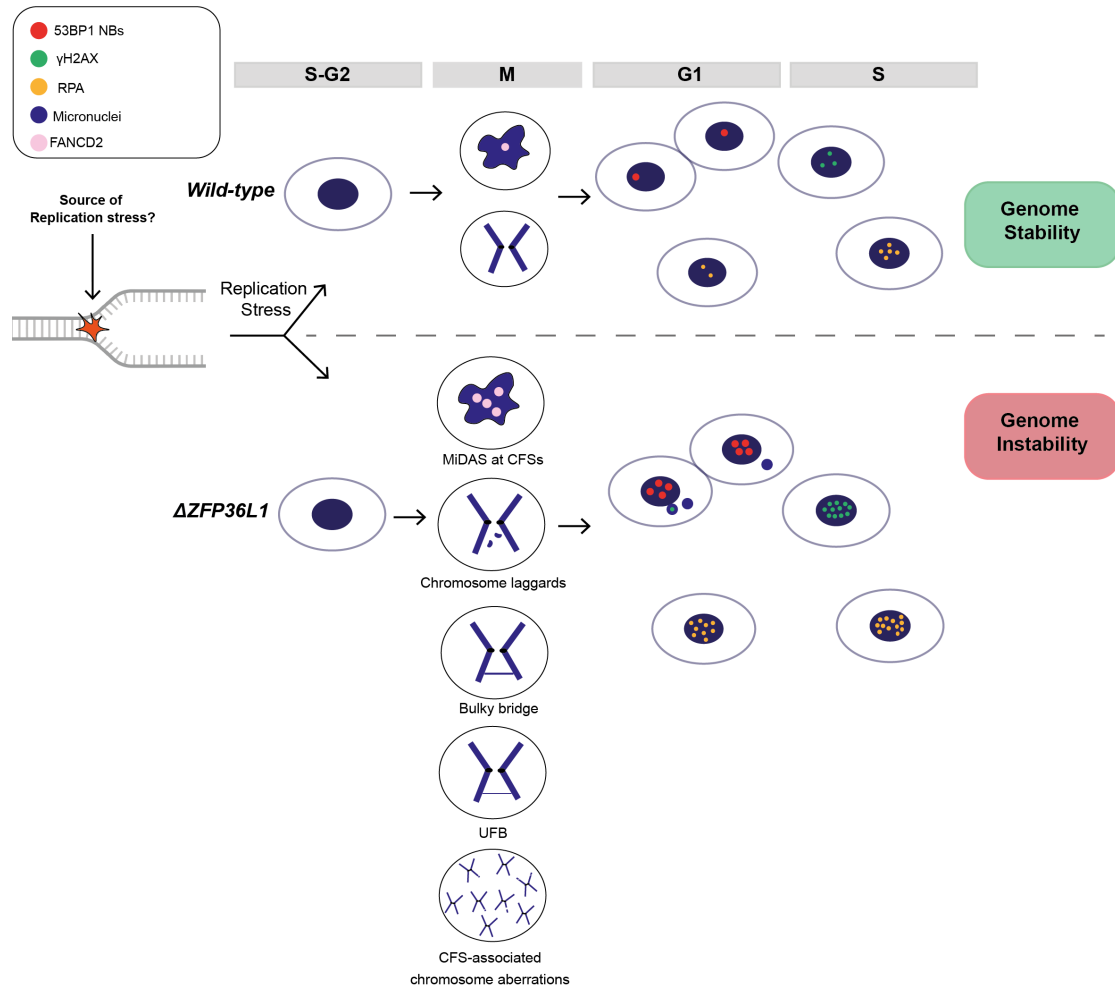 53BP1 NBs
γH2AX
RPA
Micronuclei
FANCD2
S-G2
M
G1
S
Wild-type
Source of
Replication stress?
Genome
Stability
Replication
Stress
MiDAS at CFSs
Genome
Instability
ΔZFP36L1
Chromosome laggards
Bulky bridge
UFB
CFS-associated
chromosome aberrations